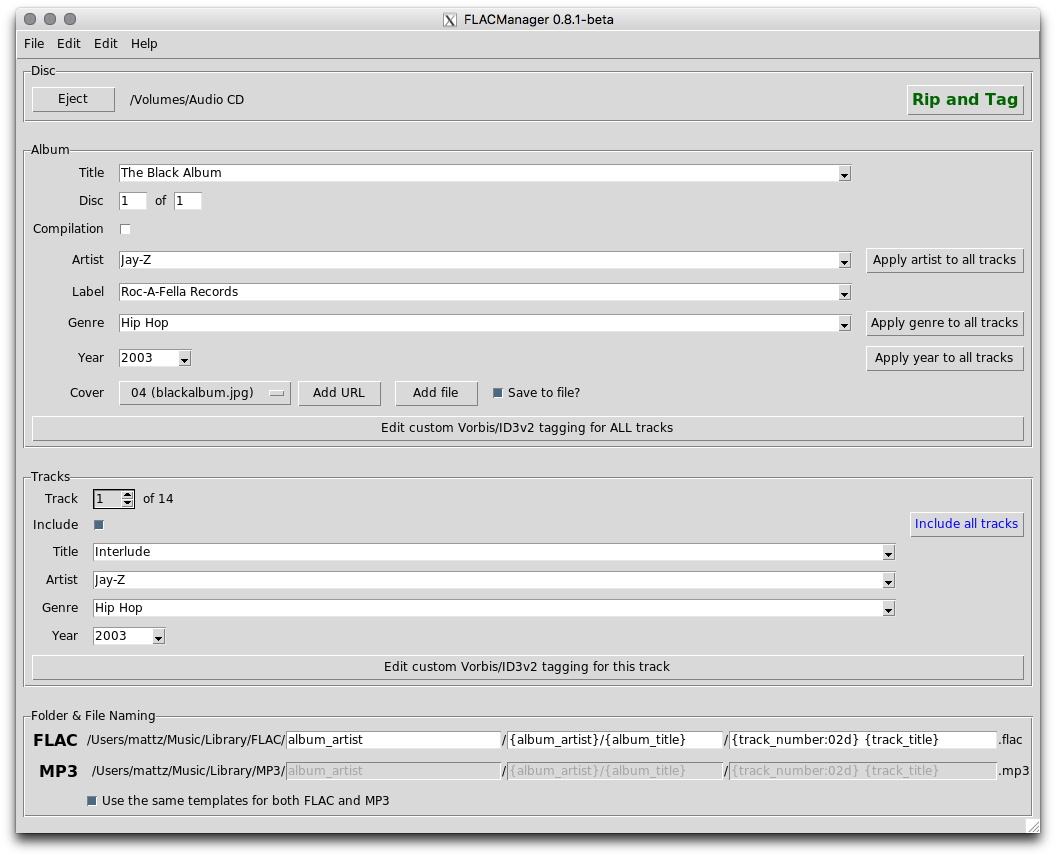 FLACManager 0.8.1-beta
File Edit Edit Help
Disc
Eject /Volumes/Audio CD Rip and Tag
Album
Title The Black Album
Disc 1 of 1
Compilation
Artist Jay-Z Apply artist to all tracks
Label Roc-A-Fella Records
Genre Hip Hop Apply genre to all tracks
Year 2003 Apply year to all tracks
Cover 04 (blackalbum.jpg) Add URL Add file Save to file?
Edit custom Vorbis/ID3v2 tagging for ALL tracks
Tracks
Track 1 of 14
Include Include all tracks
Title Interlude
Artist Jay-Z
Genre Hip Hop
Year 2003
Edit custom Vorbis/ID3v2 tagging for this track
Folder & File Naming
FLAC /Users/mattz/Music/Library/FLAC/ album_artist / {album_artist}/{album_title} / {track_number:02d} {track_title} .flac
MP3 /Users/mattz/Music/Library/MP3/ album_artist / {album_artist}/{album_title} / {track_number:02d} {track_title} .mp3
Use the same templates for both FLAC and MP3